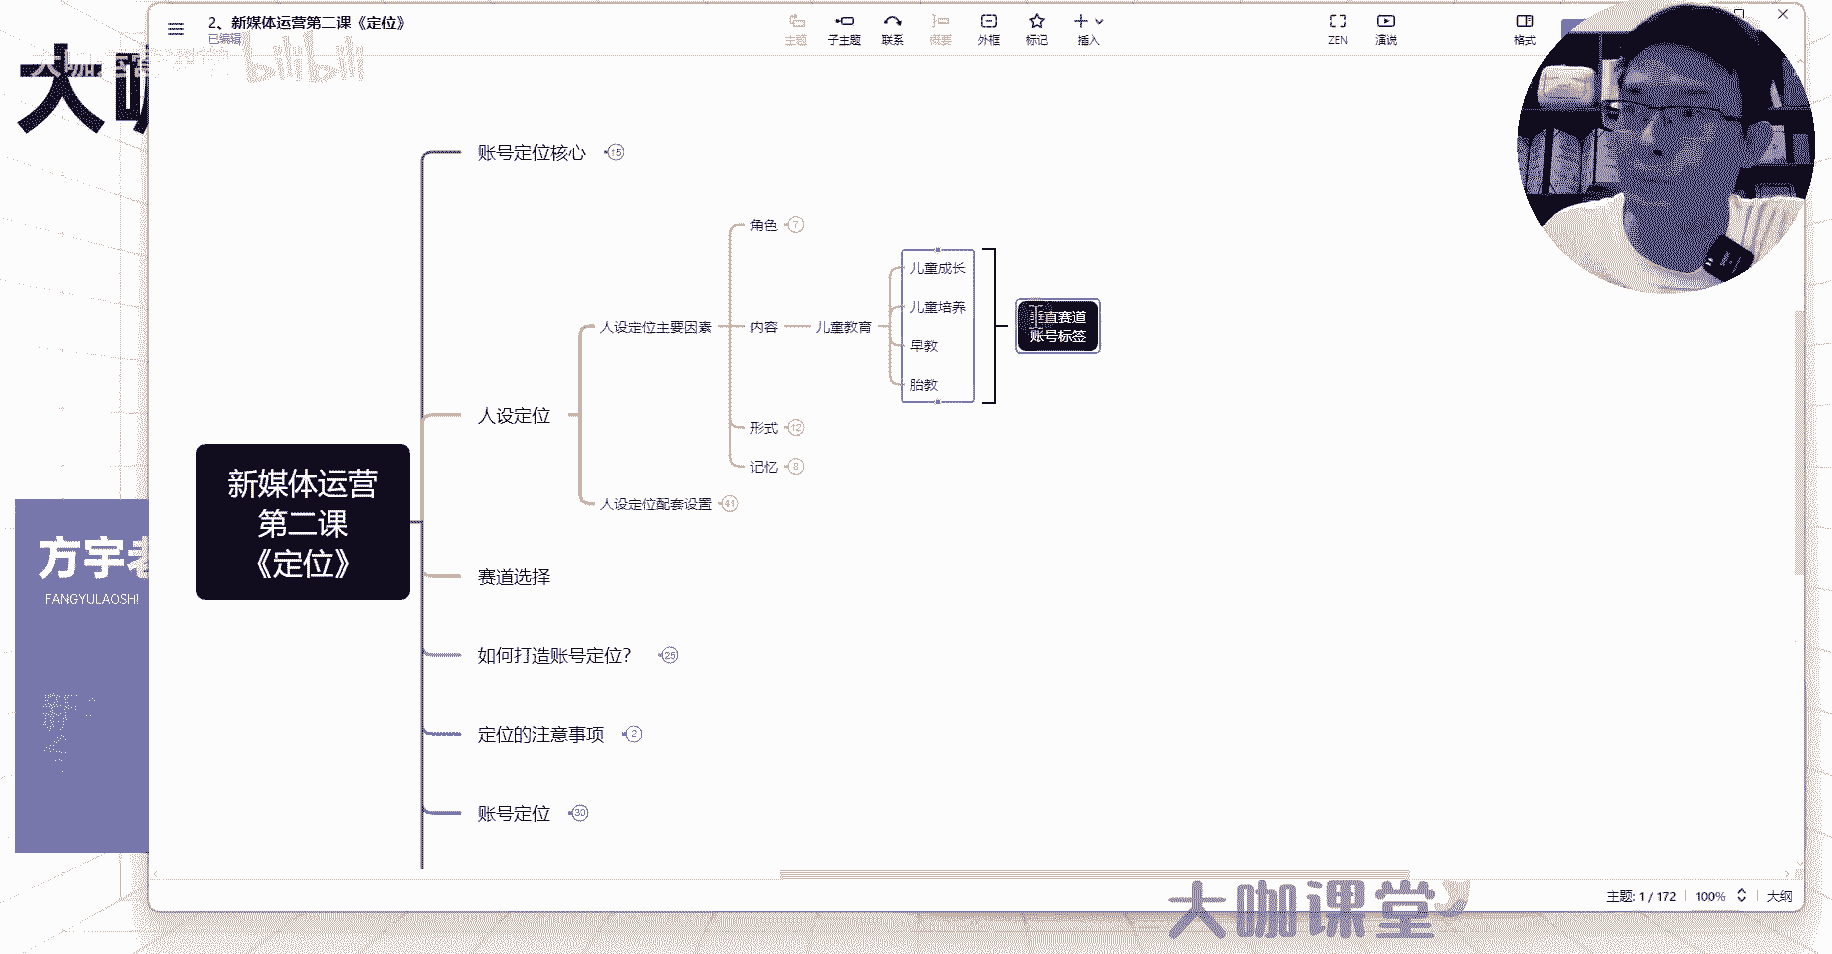 2、新媒体运营第二课《定位》
已编辑
主题
子主题
联系
概要
外框
标记
插入
ZEN
演说
格式
bilibili
大咖
账号定位核心 15
角色 7
儿童成长
儿童培养
早教
胎教
直赛道
账号标签
人设定位主要因素
内容
儿童教育
形式 12
记忆 8
人设定位
人设定位配套设置 41
新媒体运营
第二课
《定位》
赛道选择
如何打造账号定位? 25
定位的注意事项 2
账号定位 30
方宇老
FANGYULAOSHI
主题: 1 / 172
100%
大纲
大咖课堂